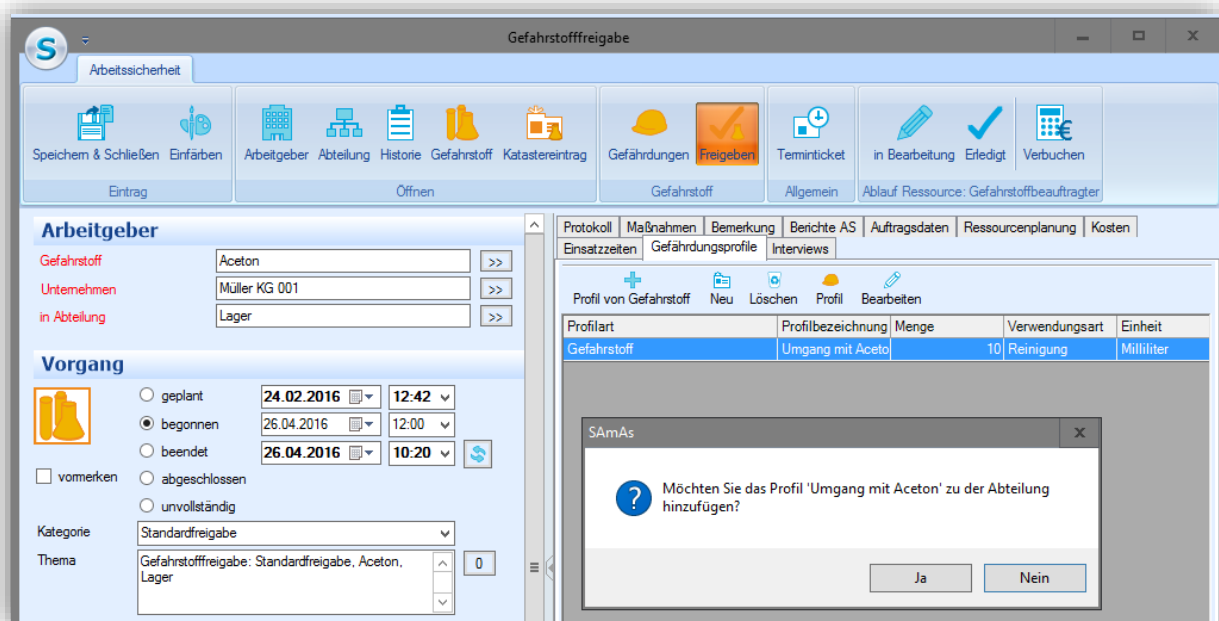 Gefahrstofffreigabe
S
Arbeitssicherheit
Speichern & Schließen Einfärben Arbeitgeber Abteilung Historie Gefahrstoff Katastereintrag Gefährdungen Freigeben Terminticket in Bearbeitung Erledigt Verbuchen
Eintrag Öffnen Gefahrstoff Allgemein Ablauf Ressource: Gefahrstoffbeauftragter
Arbeitgeber
Gefahrstoff Aceton >>
Unternehmen Müller KG 001 >>
in Abteilung Lager >>
Vorgang
geplant 24.02.2016 12:42
begonnen 26.04.2016 12:00
beendet 26.04.2016 10:20
vormerken abgeschlossen
unvollständig
Kategorie Standardfreigabe
Thema Gefahrstofffreigabe: Standardfreigabe, Aceton, 0
Lager
Protokoll Maßnahmen Bemerkung Berichte AS Auftragsdaten Ressourcenplanung Kosten
Einsatzzeiten Gefährdungsprofile Interviews
Profil von Gefahrstoff Neu Löschen Profil Bearbeiten
Profilart Profilbezeichnung Menge Verwendungsart Einheit
Gefahrstoff Umgang mit Aceto 10 Reinigung Milliliter
SAmAs X
? Möchten Sie das Profil 'Umgang mit Aceton' zu der Abteilung
hinzufügen?
Ja Nein